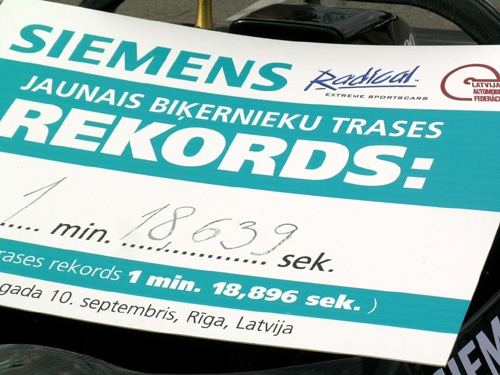 SIEMENS
Radical
EXTREME SPORTSCARS
LATVIJAS
AUTOMOBIĻU
FEDERĀCIJA
JAUNAIS BIĶERNIEKU TRASES
REKORDS:
1 min. 18 639 sek.
rekords 1 min. 18,896 sek. )
gada 10. septembris, Rīga, Latvija